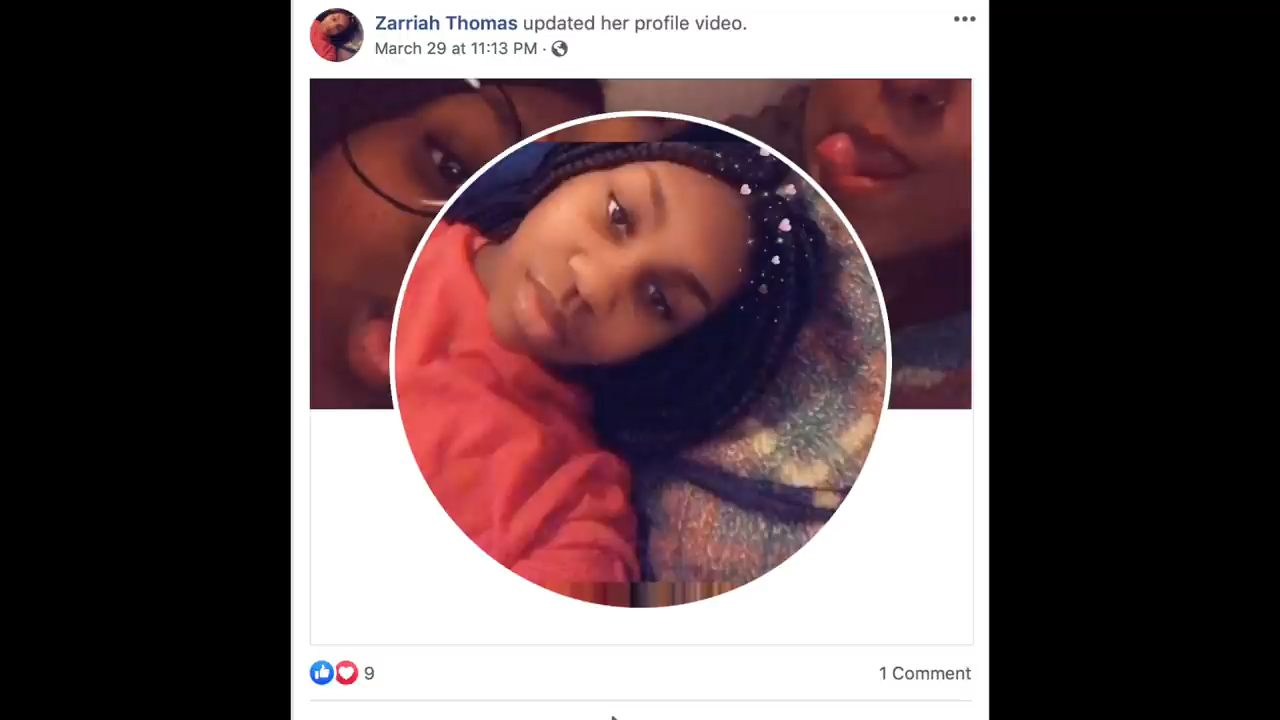 Zarriah Thomas updated her profile video.
March 29 at 11:13 PM ·
9
1 Comment